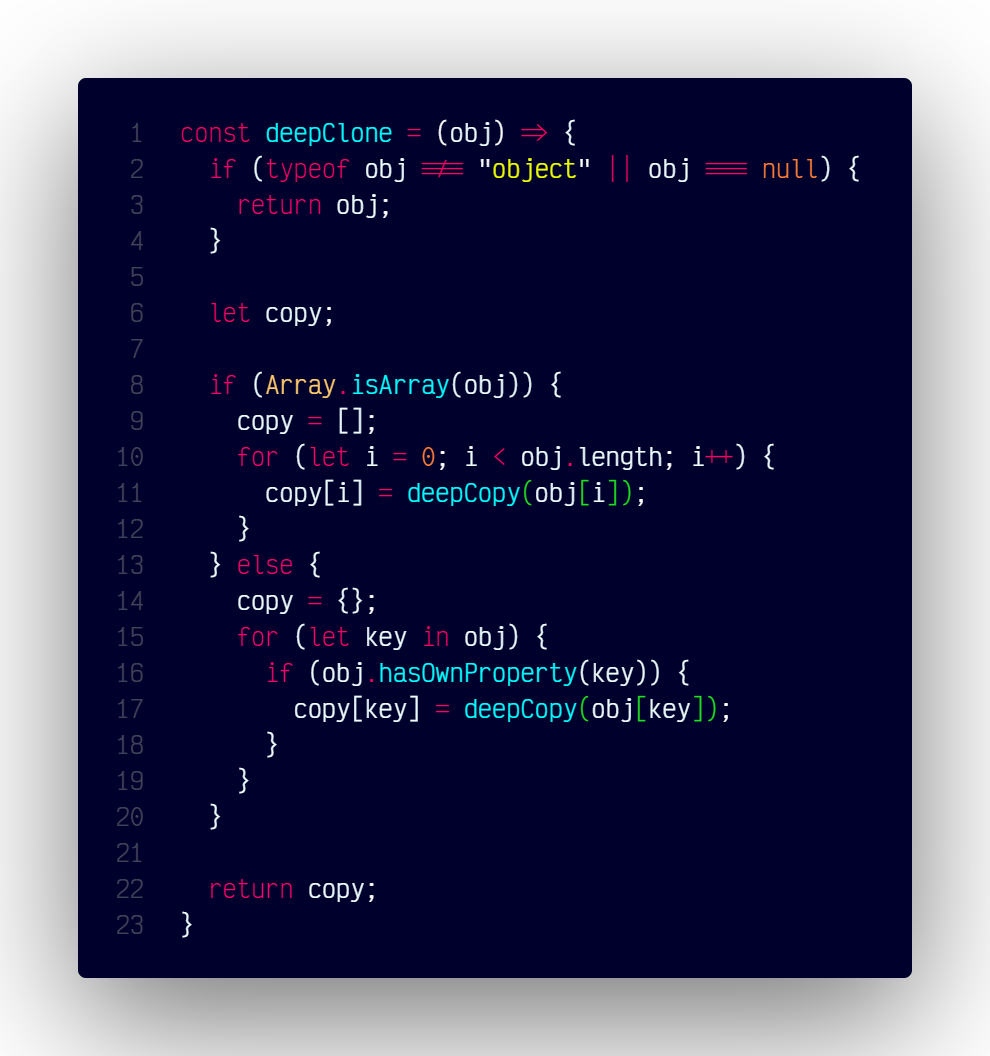 1 const deepClone = (obj) => {
2 if (typeof obj !== "object" || obj === null) {
3 return obj;
4 }
5
6 let copy;
7
8 if (Array.isArray(obj)) {
9 copy = [];
10 for (let i = 0; i < obj.length; i++) {
11 copy[i] = deepCopy(obj[i]);
12 }
13 } else {
14 copy = {};
15 for (let key in obj) {
16 if (obj.hasOwnProperty(key)) {
17 copy[key] = deepCopy(obj[key]);
18 }
19 }
20 }
21
22 return copy;
23 }